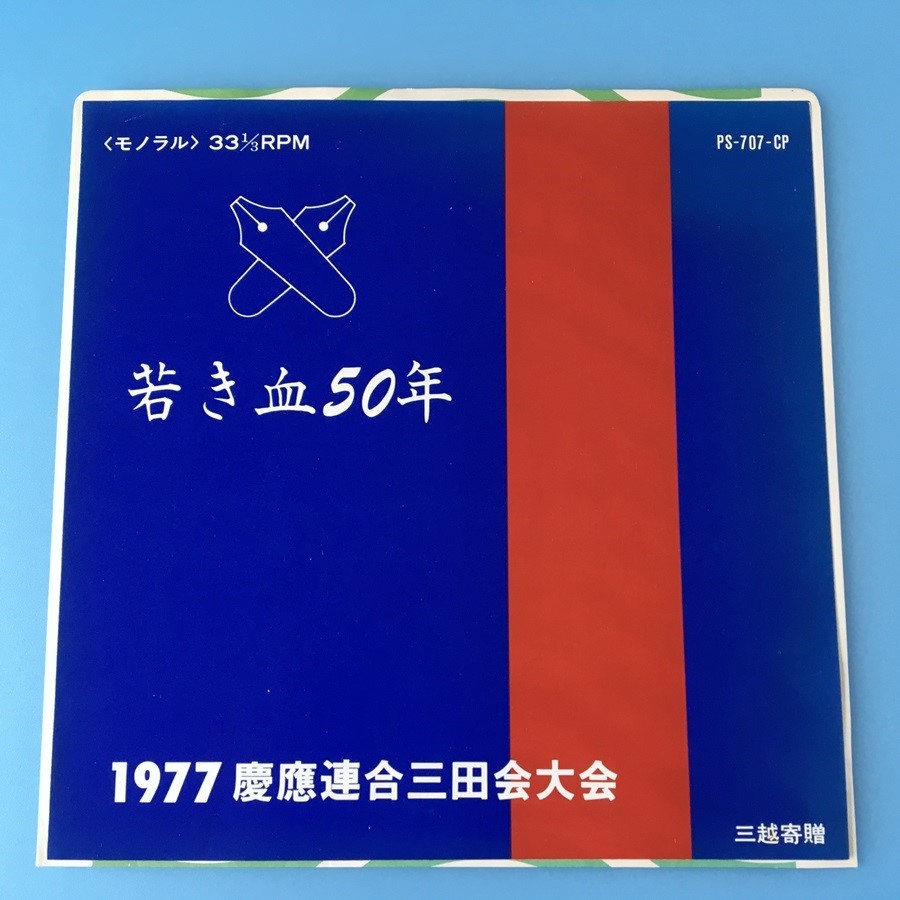 〈モノラル〉 33⅓RPM
PS-707-CP
若き血50年
1977 慶應連合三田会大会
三越寄贈